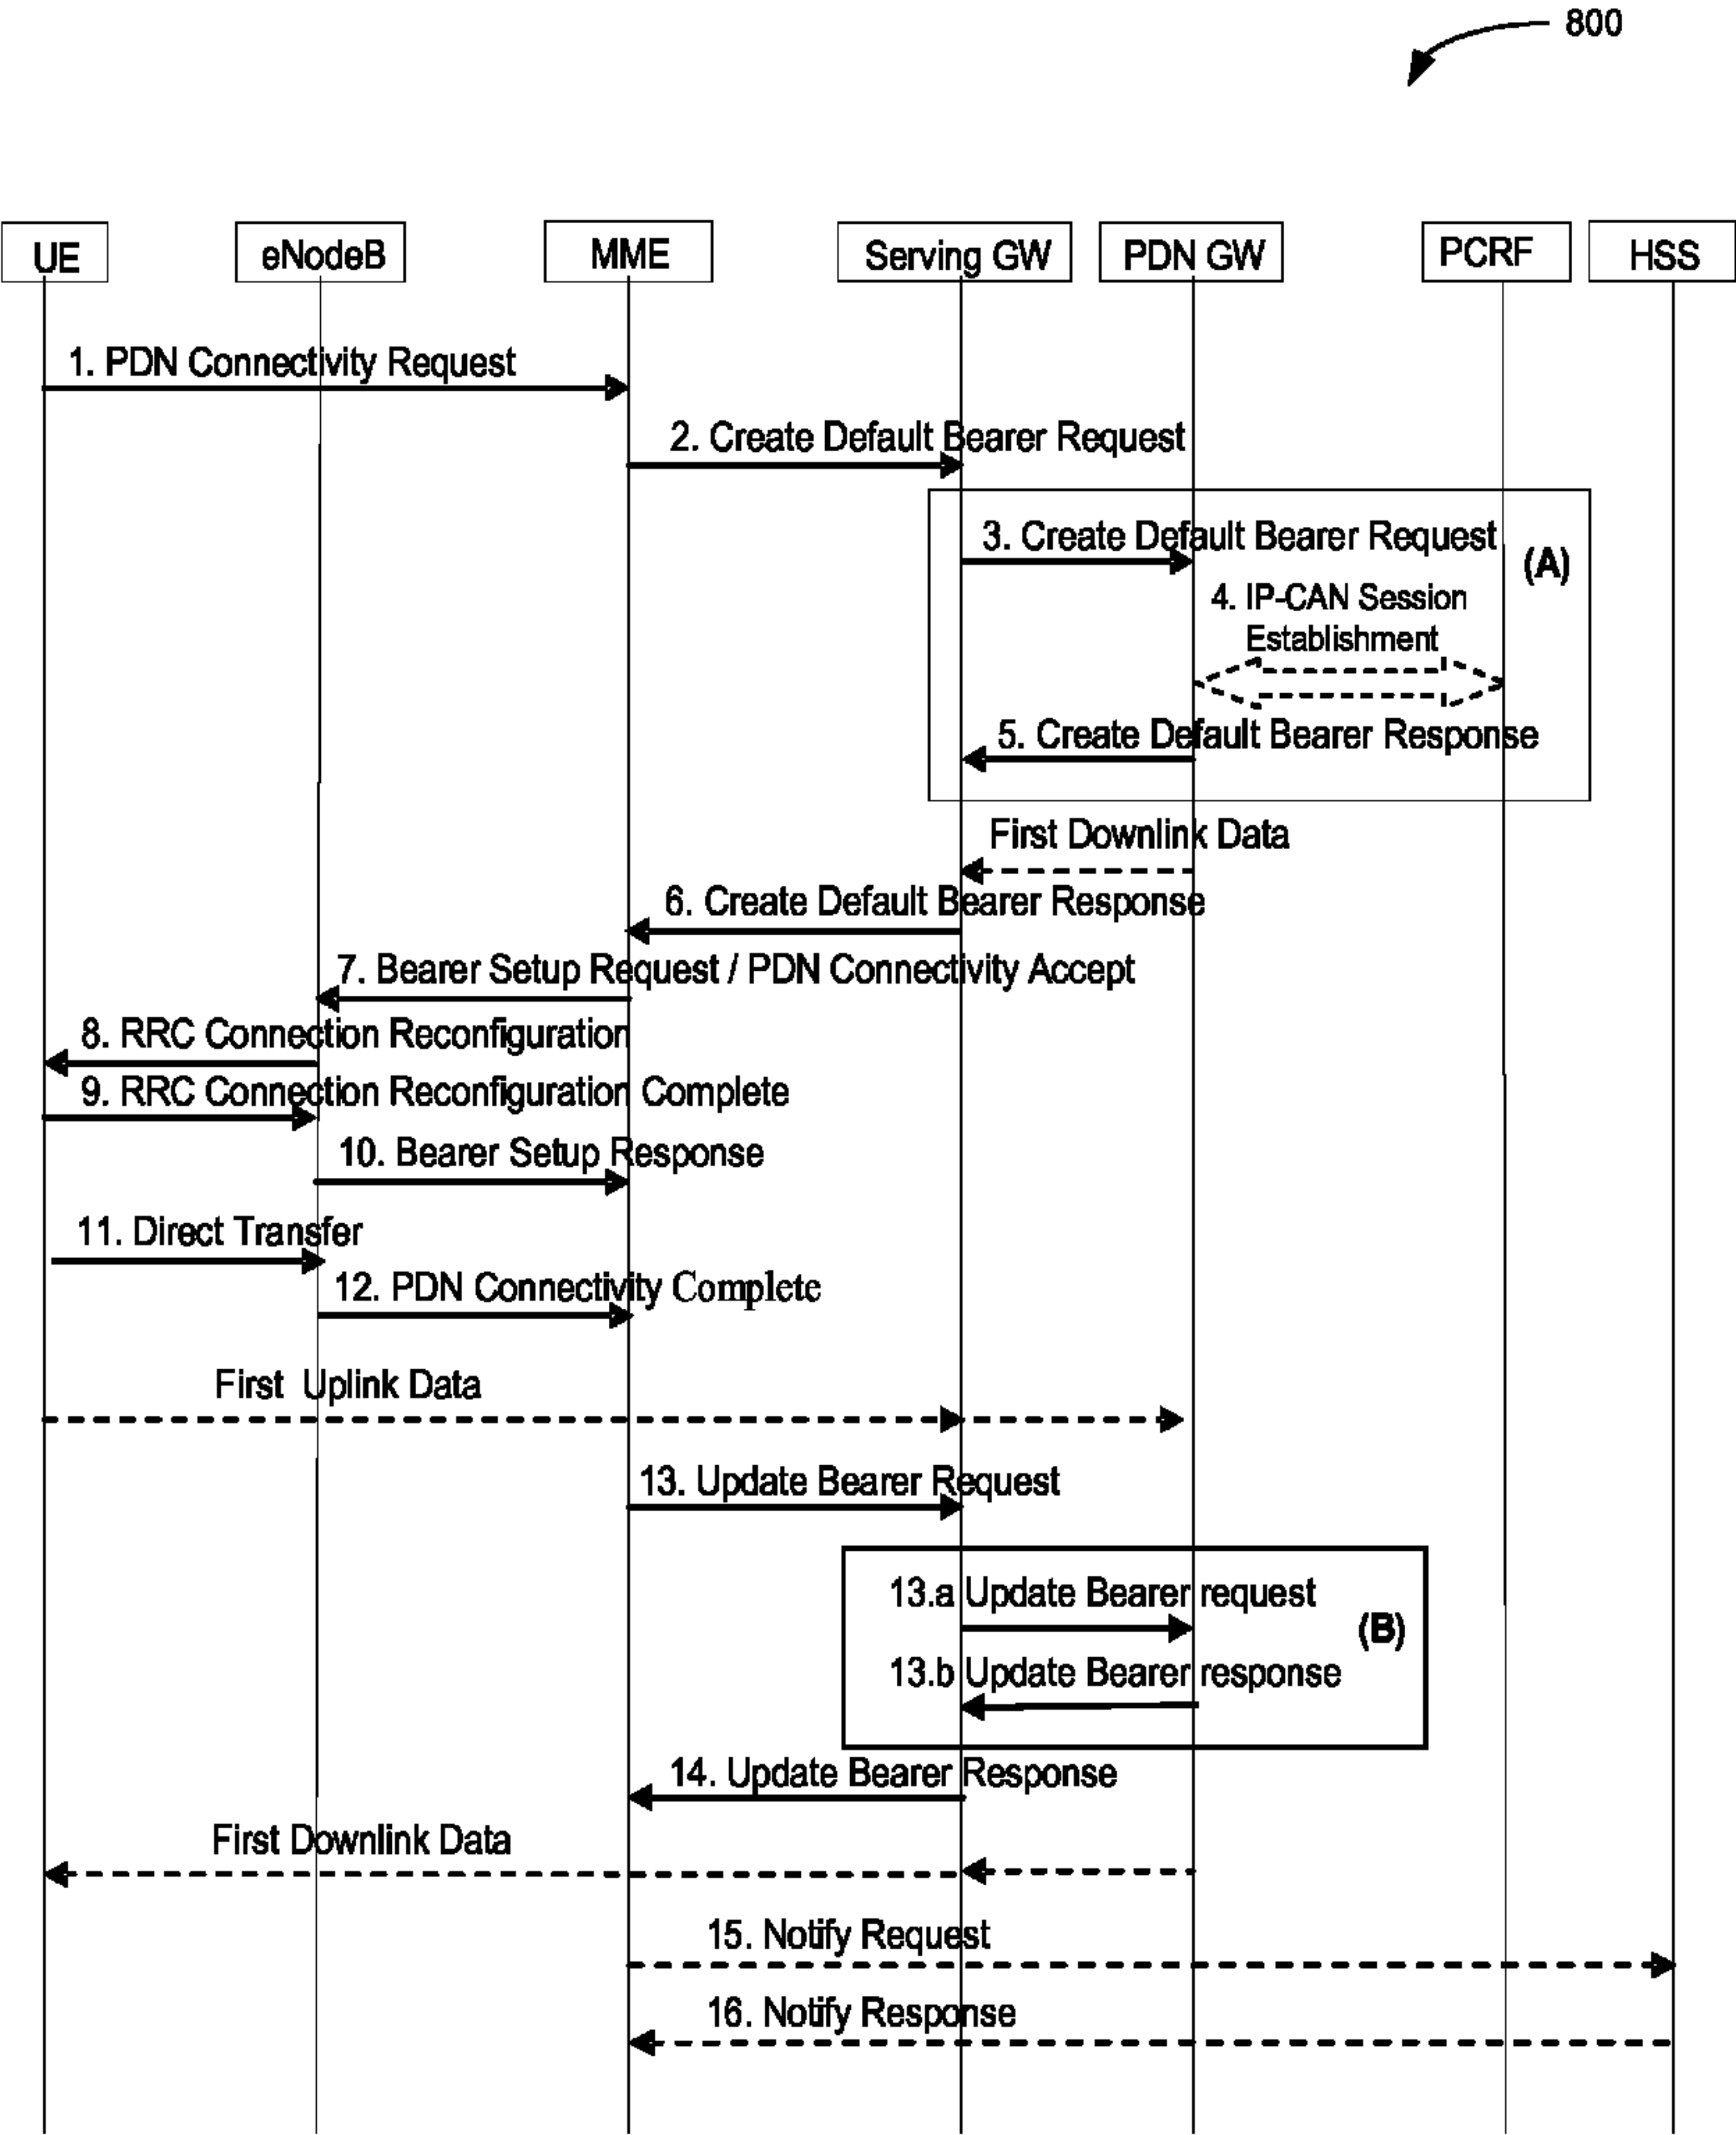 800
UE
eNodeB
MME
Serving GW
PDN GW
PCRF
HSS
1. PDN Connectivity Request
2. Create Default Bearer Request
3. Create Default Bearer Request
(A)
4. IP-CAN Session
Establishment
5. Create Default Bearer Response
First Downlink Data
6. Create Default Bearer Response
7. Bearer Setup Request / PDN Connectivity Accept
8. RRC Connection Reconfiguration
9. RRC Connection Reconfiguration Complete
10. Bearer Setup Response
11. Direct Transfer
12. PDN Connectivity Complete
First Uplink Data
13. Update Bearer Request
13.a Update Bearer request
(B)
13.b Update Bearer response
14. Update Bearer Response
First Downlink Data
15. Notify Request
16. Notify Response